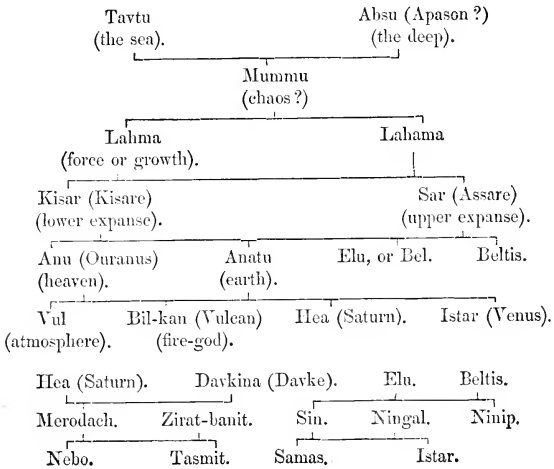 Tavtu Absu (Apason ?)
(the sea). (the deep).
Mummu
(chaos ?)
Lahma Lahama
(force or growth).
Kisar (Kisare) Sar (Assare)
(lower expanse). (upper expanse).
Anu (Ouranus) Anatu Elu, or Bel. Beltis.
(heaven). (earth).
Vul Bil-kan (Vulcan) Hea (Saturn). Istar (Venus).
(atmosphere). (fire-god).
Hea (Saturn). Davkina (Davke). Elu. Beltis.
Merodach. Zirat-banit. Sin. Ningal. Ninip.
Nebo. Tasmit. Samas. Istar.